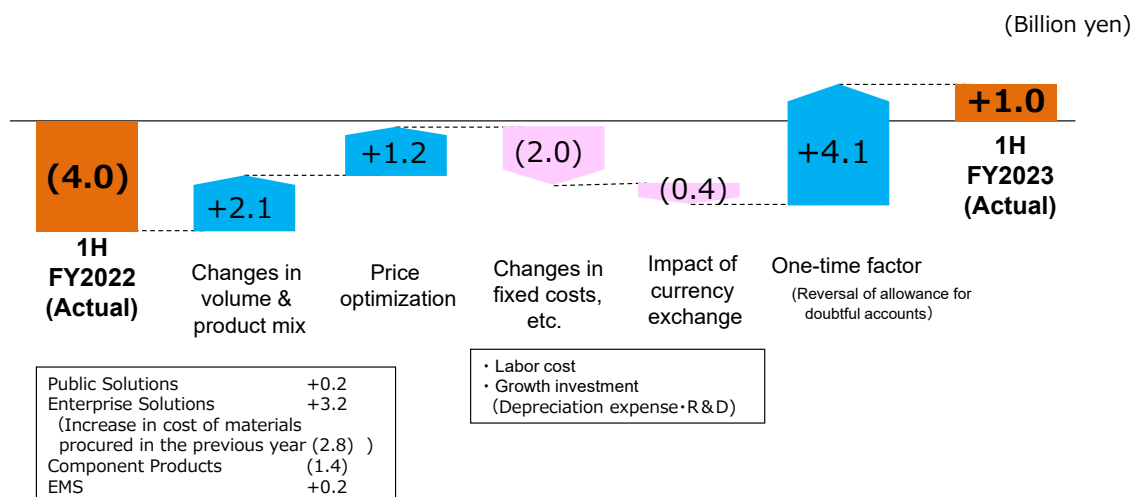 (Billion yen)
(4.0)
+2.1
+1.2
(2.0)
(0.4)
+4.1
+1.0
1H
FY2022
(Actual)
Changes in
volume &
product mix
Price
optimization
Changes in
fixed costs,
etc.
Impact of
currency
exchange
One-time factor
(Reversal of allowance for
doubtful accounts)
1H
FY2023
(Actual)
Public Solutions +0.2
Enterprise Solutions +3.2
(Increase in cost of materials
procured in the previous year (2.8) )
Component Products (1.4)
EMS +0.2
・Labor cost
・Growth investment
(Depreciation expense・R&D)